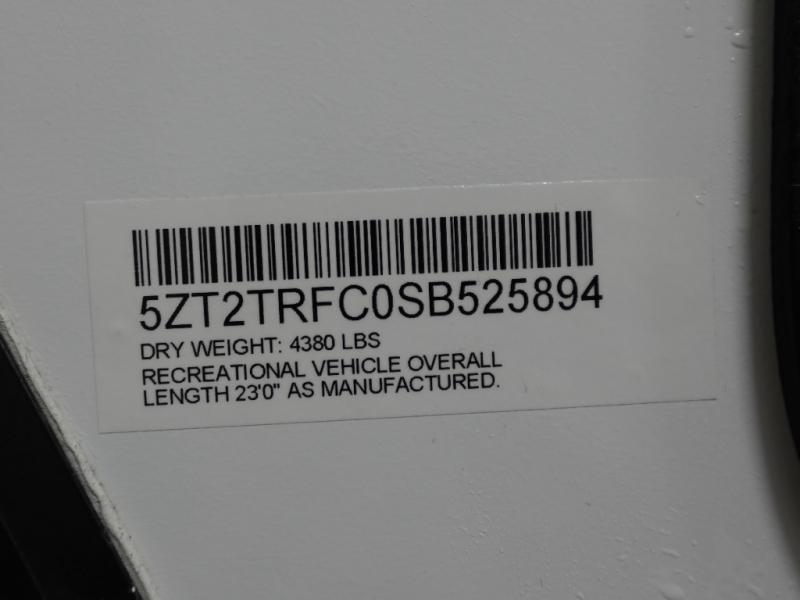 5ZT2TRFC0SB525894
DRY WEIGHT: 4380 LBS
RECREATIONAL VEHICLE OVERALL
LENGTH 23'0" AS MANUFACTURED.